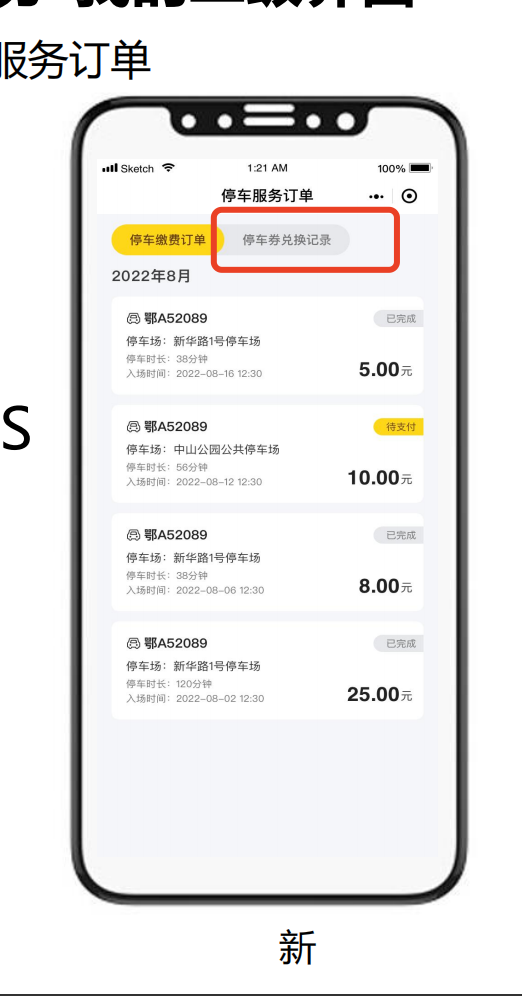 服务订单
Sketch 1:21 AM 100%
停车服务订单
停车缴费订单 停车券兑换记录
2022年8月
鄂A52089 已完成
停车场：新华路1号停车场
停车时长：38分钟
入场时间：2022-08-16 12:30
5.00元
鄂A52089 待支付
停车场：中山公园公共停车场
停车时长：56分钟
入场时间：2022-08-12 12:30
10.00元
S
鄂A52089 已完成
停车场：新华路1号停车场
停车时长：38分钟
入场时间：2022-08-06 12:30
8.00元
鄂A52089 已完成
停车场：新华路1号停车场
停车时长：120分钟
入场时间：2022-08-02 12:30
25.00元
新